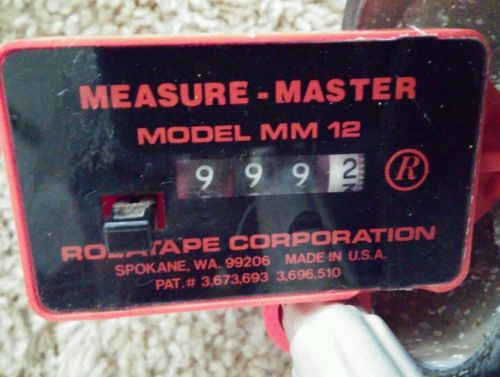 MEASURE - MASTER
MODEL MM 12
9 9 9 2
®
ROLATAPE CORPORATION
SPOKANE, WA. 99206 MADE IN U.S.A.
PAT. # 3,673,693 3,696,510